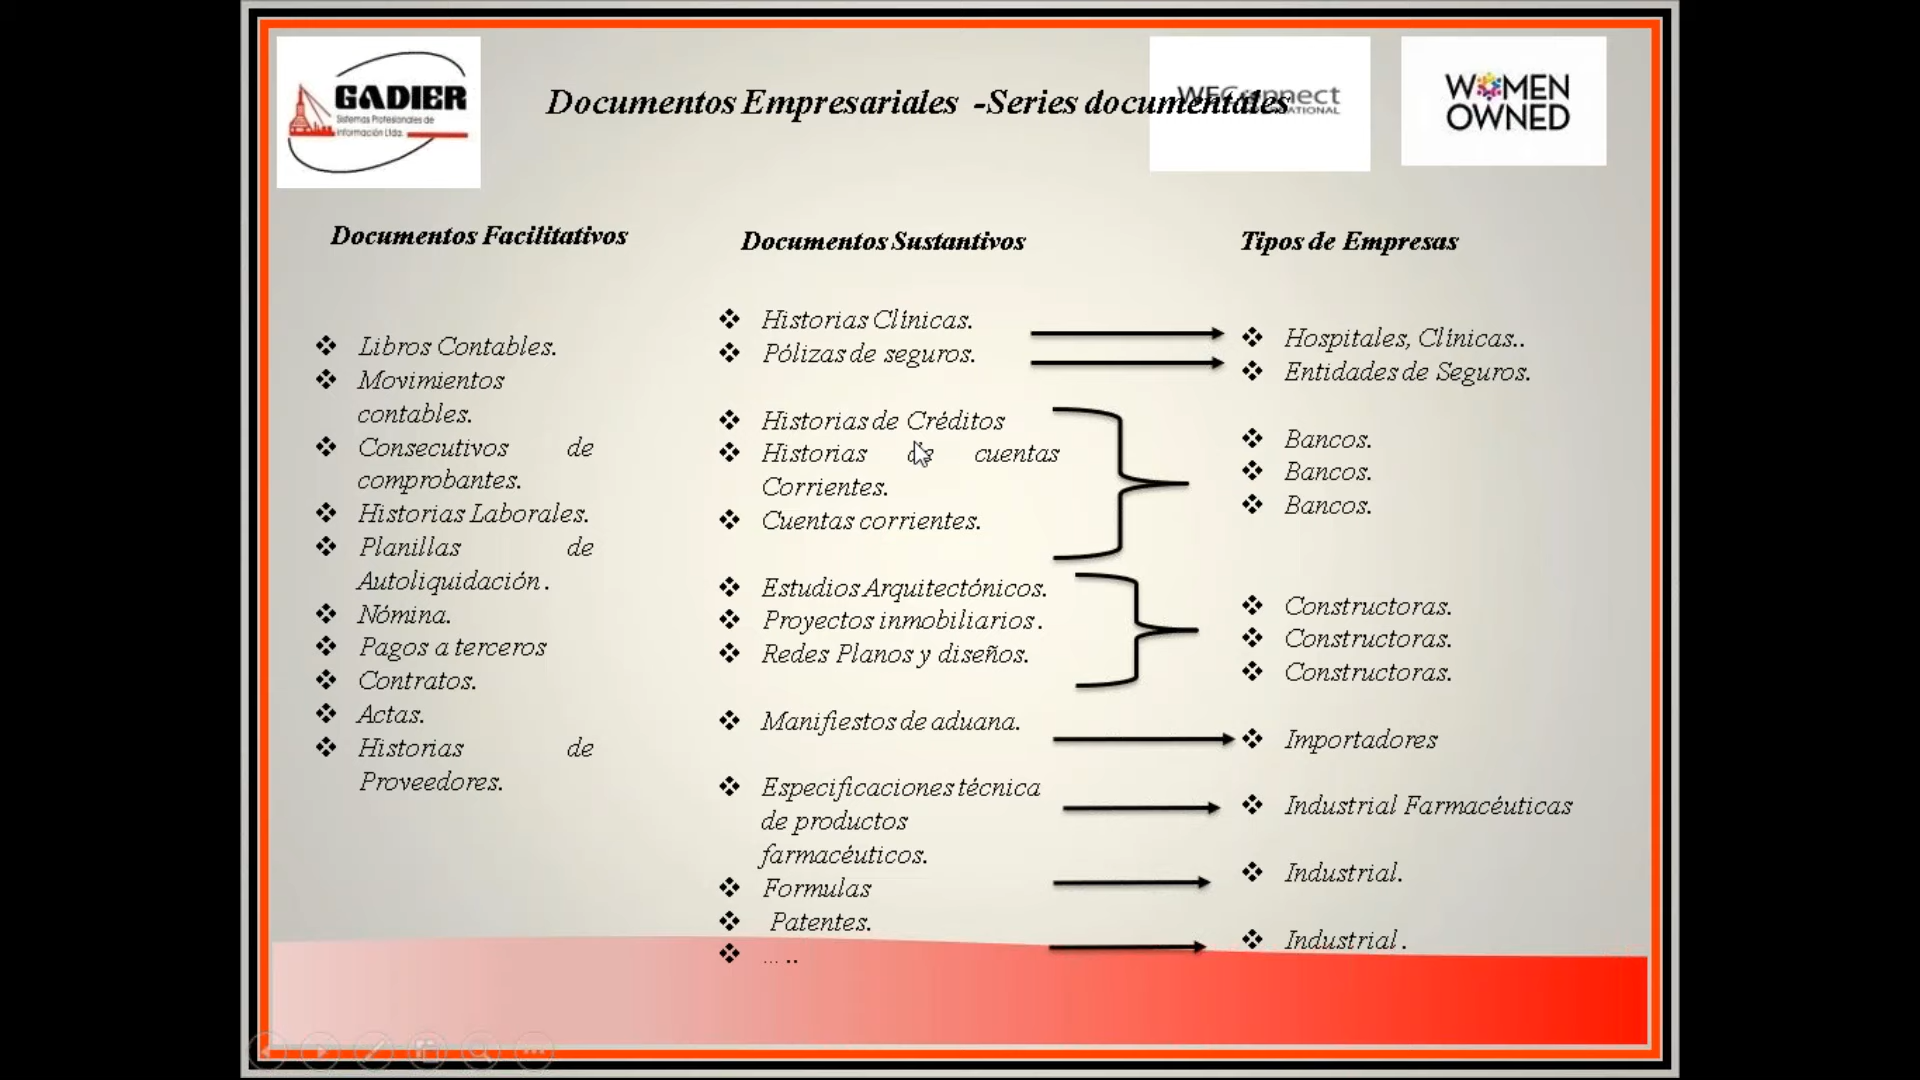 GADIER
Sistemas Profesionales de
Información Ltda.
Documentos Empresariales -Series documentales
WEConnect
INTERNATIONAL
WOMEN
OWNED
Documentos Facilitativos
Libros Contables.
Movimientos
contables.
Consecutivos de
comprobantes.
Historias Laborales.
Planillas de
Autoliquidación.
Nómina.
Pagos a terceros
Contratos.
Actas.
Historias de
Proveedores.
Documentos Sustantivos
Historias Clínicas.
Pólizas de seguros.
Historias de Créditos
Historias de cuentas
Corrientes.
Cuentas corrientes.
Estudios Arquitectónicos.
Proyectos inmobiliarios.
Redes Planos y diseños.
Manifiestos de aduana.
Especificaciones técnica
de productos
farmacéuticos.
Formulas
Patentes.
... ..
Tipos de Empresas
Hospitales, Clínicas..
Entidades de Seguros.
Bancos.
Bancos.
Bancos.
Constructoras.
Constructoras.
Constructoras.
Importadores
Industrial Farmacéuticas
Industrial.
Industrial.